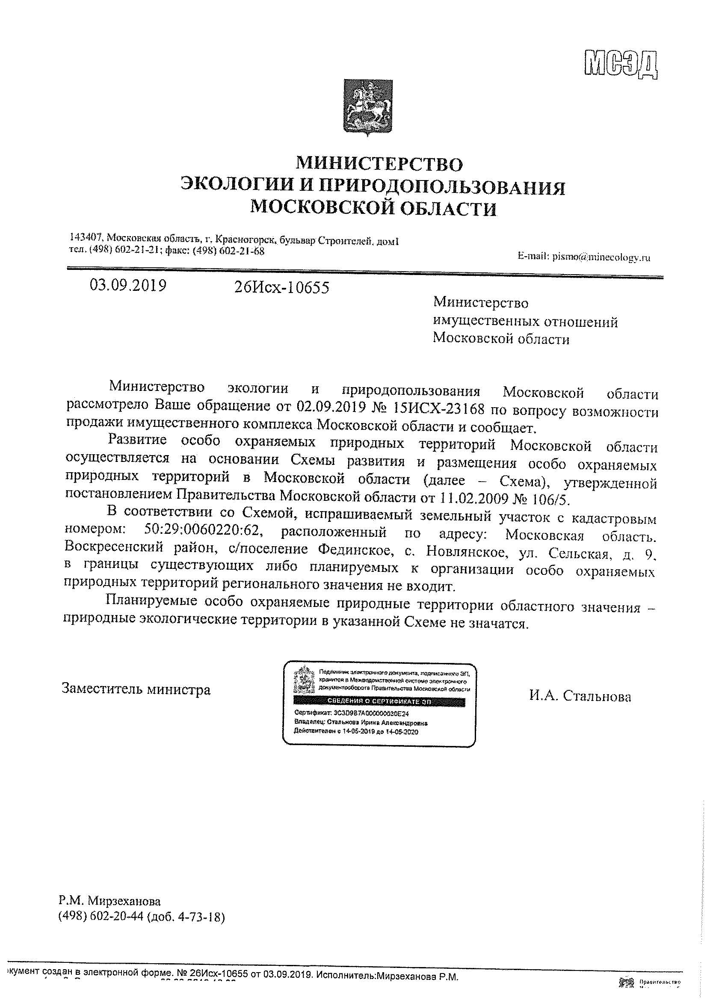 МСЭД
МИНИСТЕРСТВО
ЭКОЛОГИИ И ПРИРОДОПОЛЬЗОВАНИЯ
МОСКОВСКОЙ ОБЛАСТИ
143407, Московская область, г. Красногорск, бульвар Строителей, дом1
тел. (498) 602-21-21; факс: (498) 602-21-68
E-mail: pismo@minecology.ru
03.09.2019 26Исх-10655
Министерство
имущественных отношений
Московской области
Министерство экологии и природопользования Московской области
рассмотрело Ваше обращение от 02.09.2019 № 15ИСХ-23168 по вопросу возможности
продажи имущественного комплекса Московской области и сообщает.
Развитие особо охраняемых природных территорий Московской области
осуществляется на основании Схемы развития и размещения особо охраняемых
природных территорий в Московской области (далее – Схема), утвержденной
постановлением Правительства Московской области от 11.02.2009 № 106/5.
В соответствии со Схемой, испрашиваемый земельный участок с кадастровым
номером: 50:29:0060220:62, расположенный по адресу: Московская область.
Воскресенский район, с/поселение Фединское, с. Новлянское, ул. Сельская, д. 9,
в границы существующих либо планируемых к организации особо охраняемых
природных территорий регионального значения не входит.
Планируемые особо охраняемые природные территории областного значения –
природные экологические территории в указанной Схеме не значатся.
Заместитель министра
Подлинник электронного документа, подписанного ЭП,
хранится в Межведомственной системе электронного
документооборота Правительства Московской области
СВЕДЕНИЯ О СЕРТИФИКАТЕ ЭП
Сертификат: 3C3D9B7A000000030E24
Владелец: Стальнова Ирина Александровна
Действителен с 14-05-2019 до 14-05-2020
И.А. Стальнова
Р.М. Мирзеханова
(498) 602-20-44 (доб. 4-73-18)
кумент создан в электронной форме. № 26Исх-10655 от 03.09.2019. Исполнитель:Мирзеханова Р.М.
Правительство